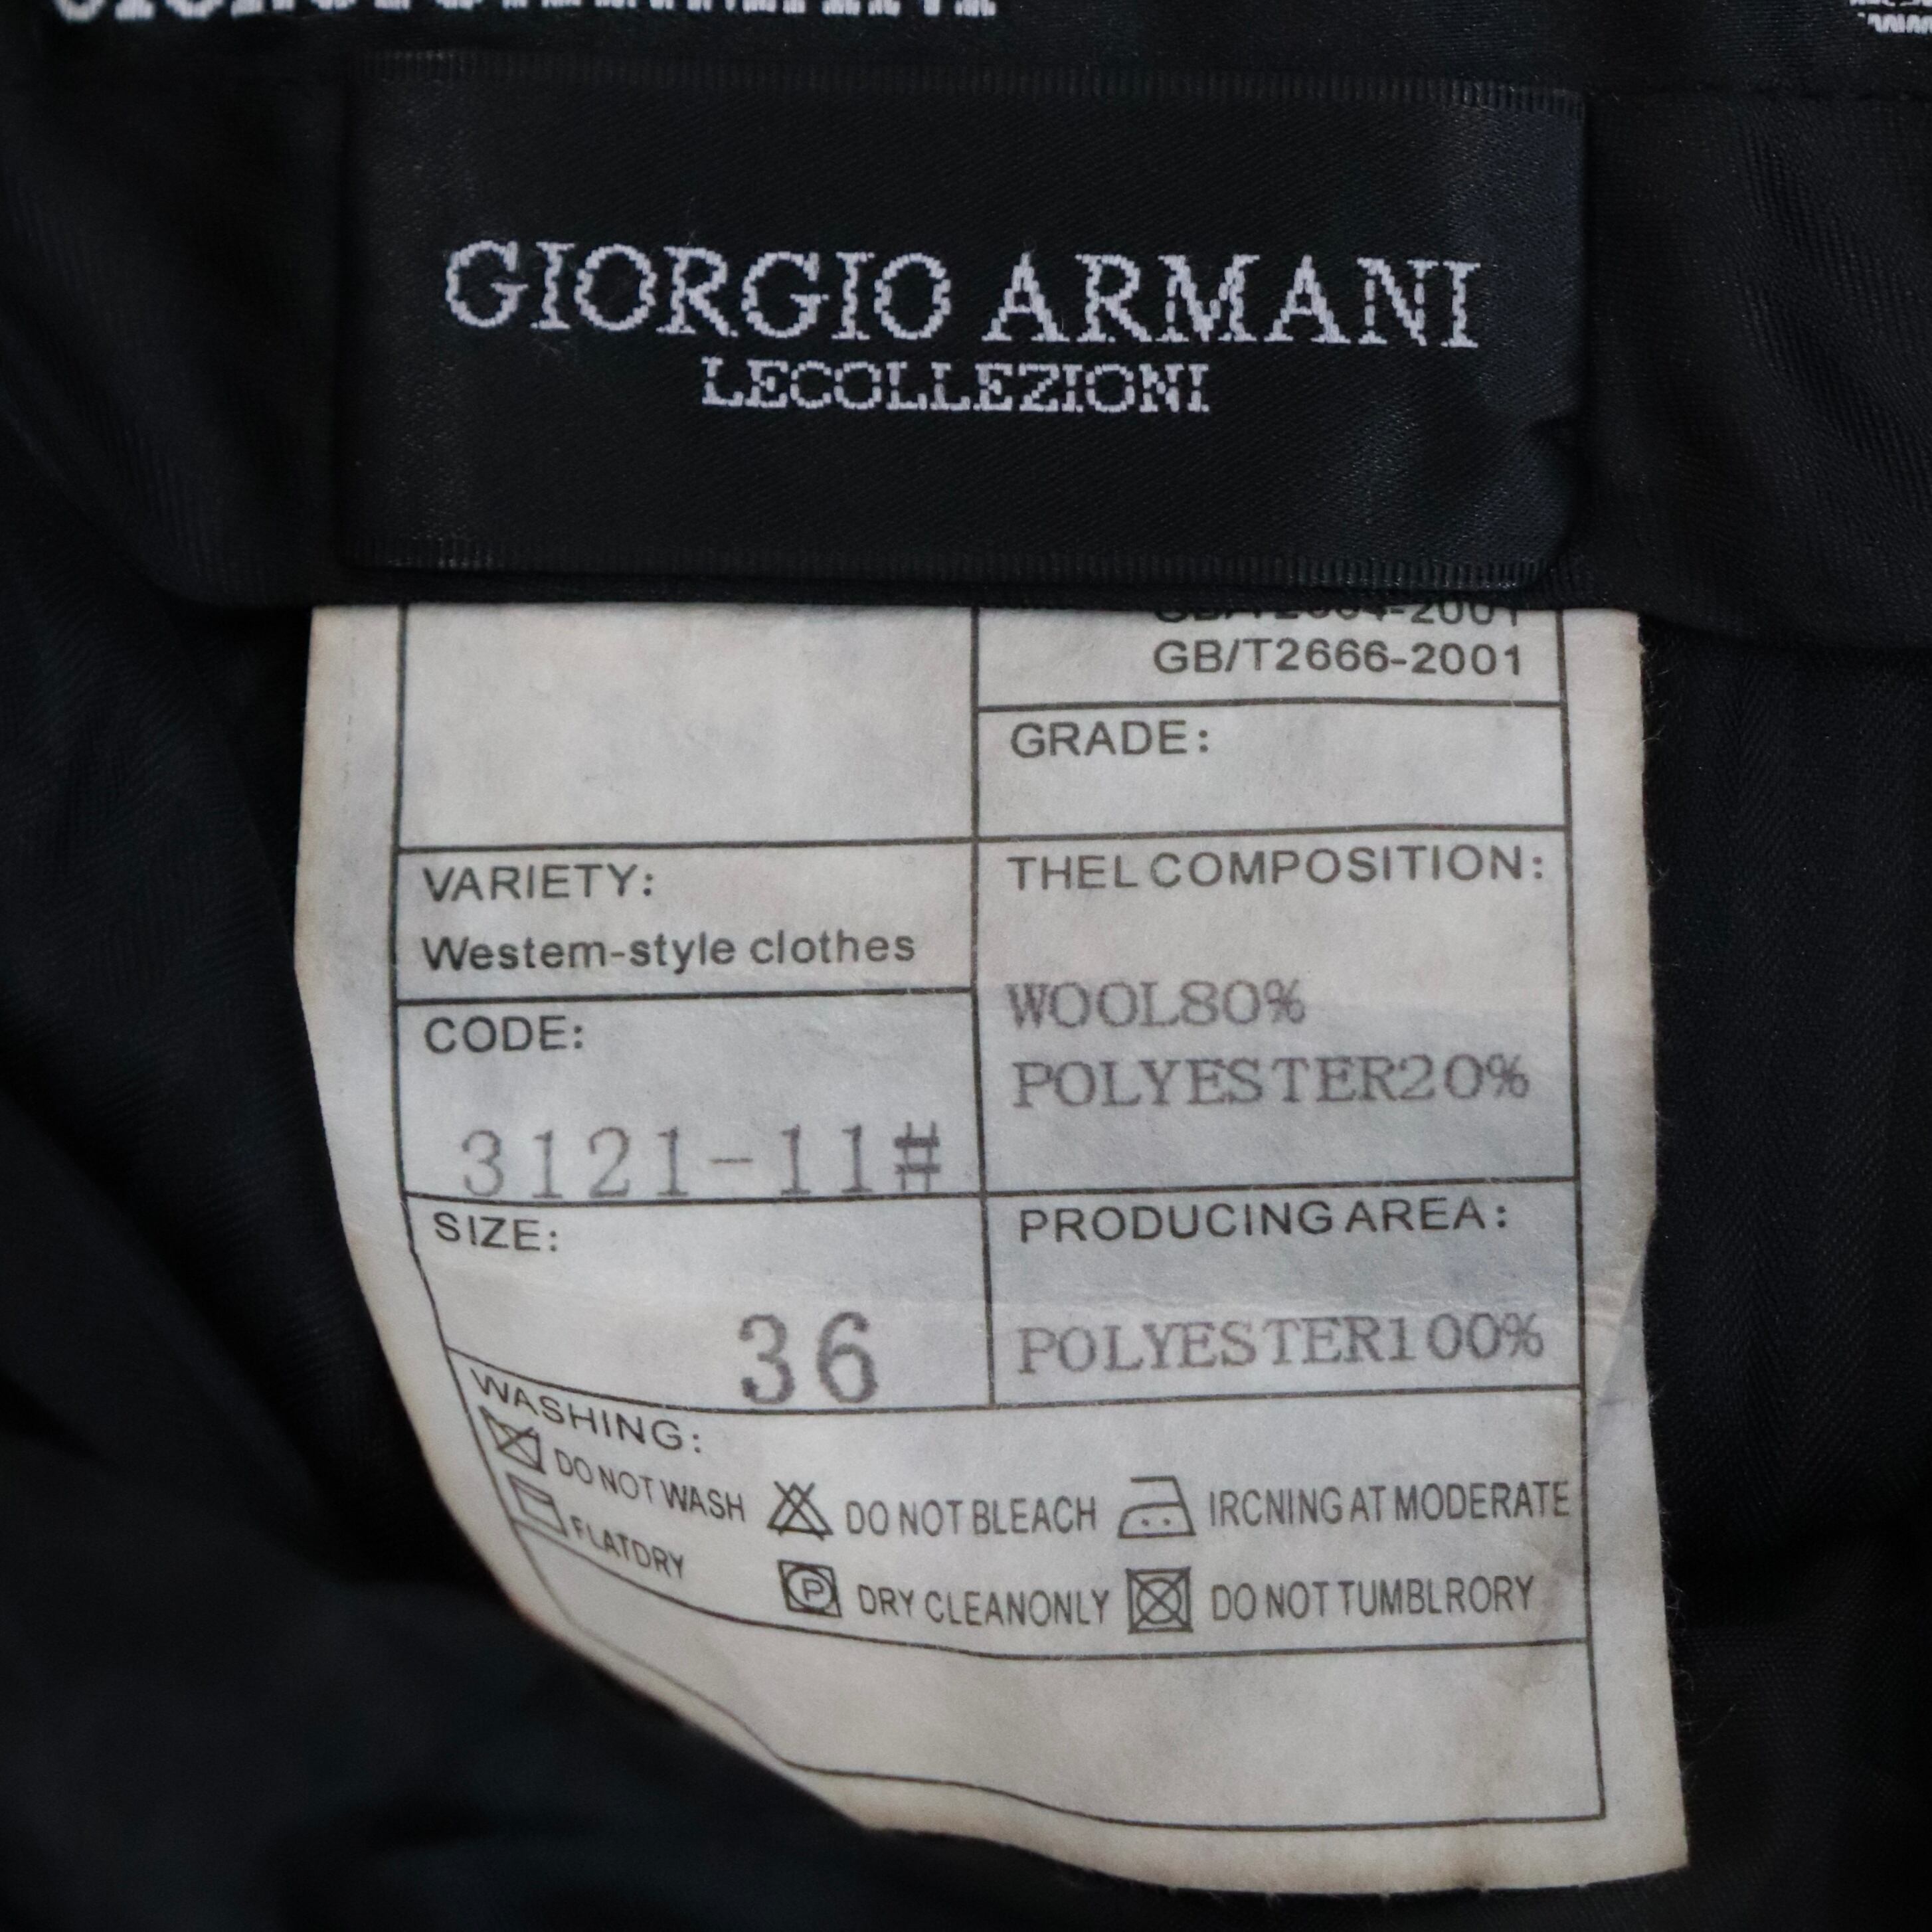 GIORGIO ARMANI
LECOLLEZIONI
GB/T2666-2001
GRADE:
VARIETY:
Westem-style clothes
THEL COMPOSITION:
WOOL80%
POLYESTER20%
CODE:
3121-11#
SIZE:
36
PRODUCING AREA:
POLYESTER100%
WASHING:
DO NOT WASH
DO NOT BLEACH
IRCNING AT MODERATE
FLATDRY
P
DRY CLEANONLY
DO NOT TUMBLRORY